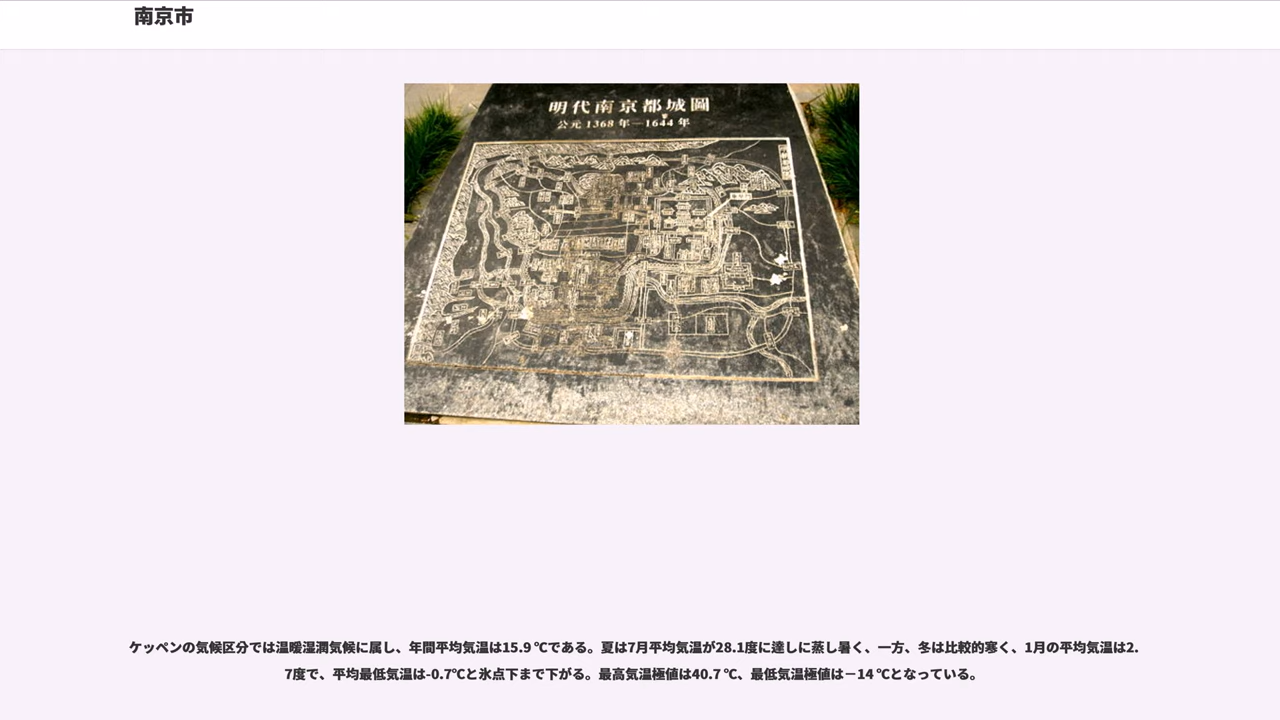 南京市
明代南京都城圖
公元1368年—1644年
ケッペンの気候区分では温暖湿潤気候に属し、年間平均気温は15.9 ℃である。夏は7月平均気温が28.1度に達しに蒸し暑く、一方、冬は比較的寒く、1月の平均気温は2.
7度で、平均最低気温は-0.7℃と氷点下まで下がる。最高気温極値は40.7 ℃、最低気温極値は－14 ℃となっている。